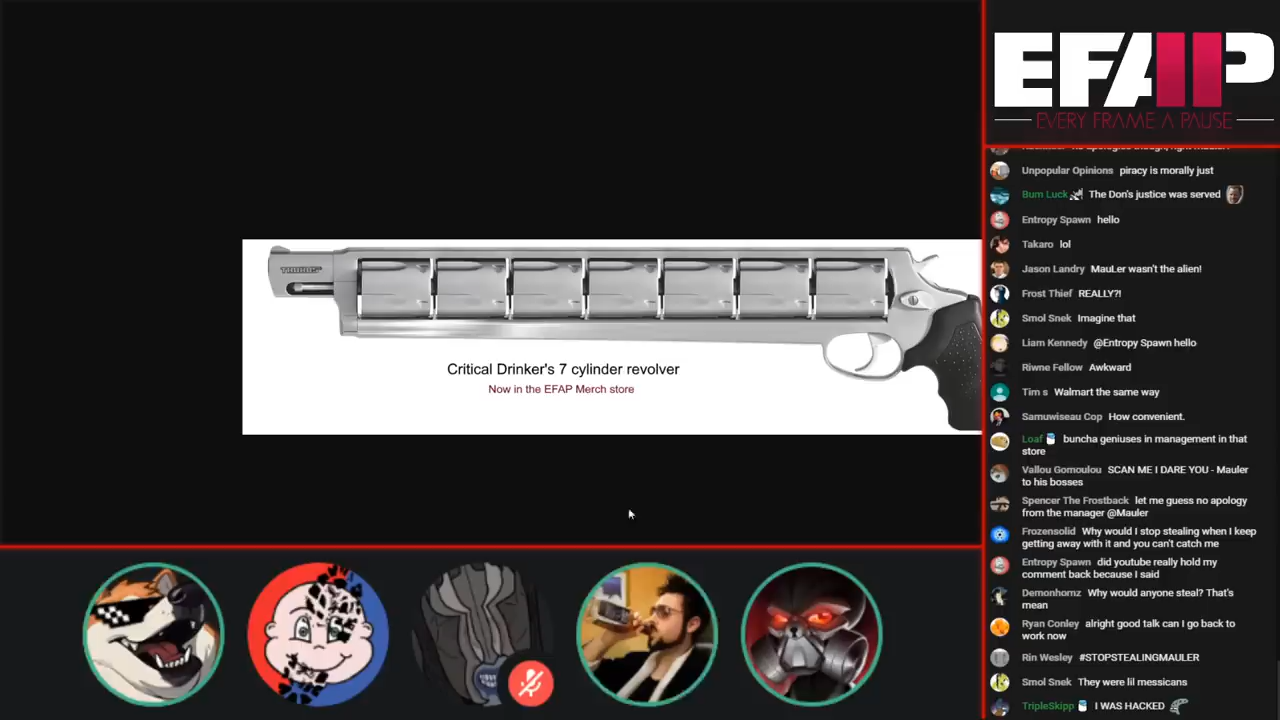 EFAP
EVERY FRAME A PAUSE
Unpopular Opinions piracy is morally just
Bum Luck The Don's justice was served
Entropy Spawn hello
Takaro lol
Jason Landry MauLer wasn't the alien!
Frost Thief REALLY?!
Smol Snek Imagine that
Liam Kennedy @Entropy Spawn hello
Riwne Fellow Awkward
Tim s Walmart the same way
Samuwiseau Cop How convenient.
Loaf buncha geniuses in management in that
store
Vallou Gomoulou SCAN ME I DARE YOU - Mauler
to his bosses
Spencer The Frostback let me guess no apology
from the manager @Mauler
Frozensolid Why would I stop stealing when I keep
getting away with it and you can't catch me
Entropy Spawn did youtube really hold my
comment back because I said
Demonhomz Why would anyone steal? That's
mean
Ryan Conley alright good talk can I go back to
work now
Rin Wesley #STOPSTEALINGMAULER
Smol Snek They were lil messicans
TripleSkipp I WAS HACKED
TAURUS
Critical Drinker's 7 cylinder revolver
Now in the EFAP Merch store